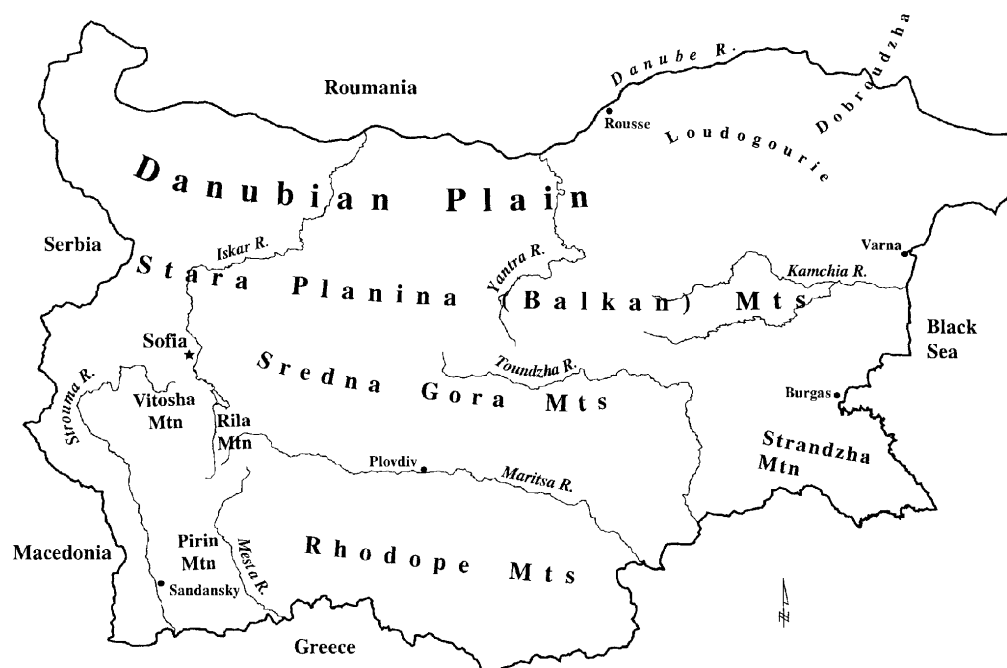 Danube R.
Dobroudzha
Roumania
Rousse
Loudogourie
Danubian Plain
Serbia
Iskar R.
Yantra R.
Varna
Kamchia R.
Stara Planina (Balkan) Mts
Black
Sea
Sofia
Sredna Gora Mts
Toundzha R.
Strouma R.
Vitosha
Mtn
Burgas
Rila
Mtn
Strandzha
Mtn
Plovdiv
Maritsa R.
Macedonia
Pirin
Mtn
Mesta R.
Rhodope Mts
Sandansky
N
Greece